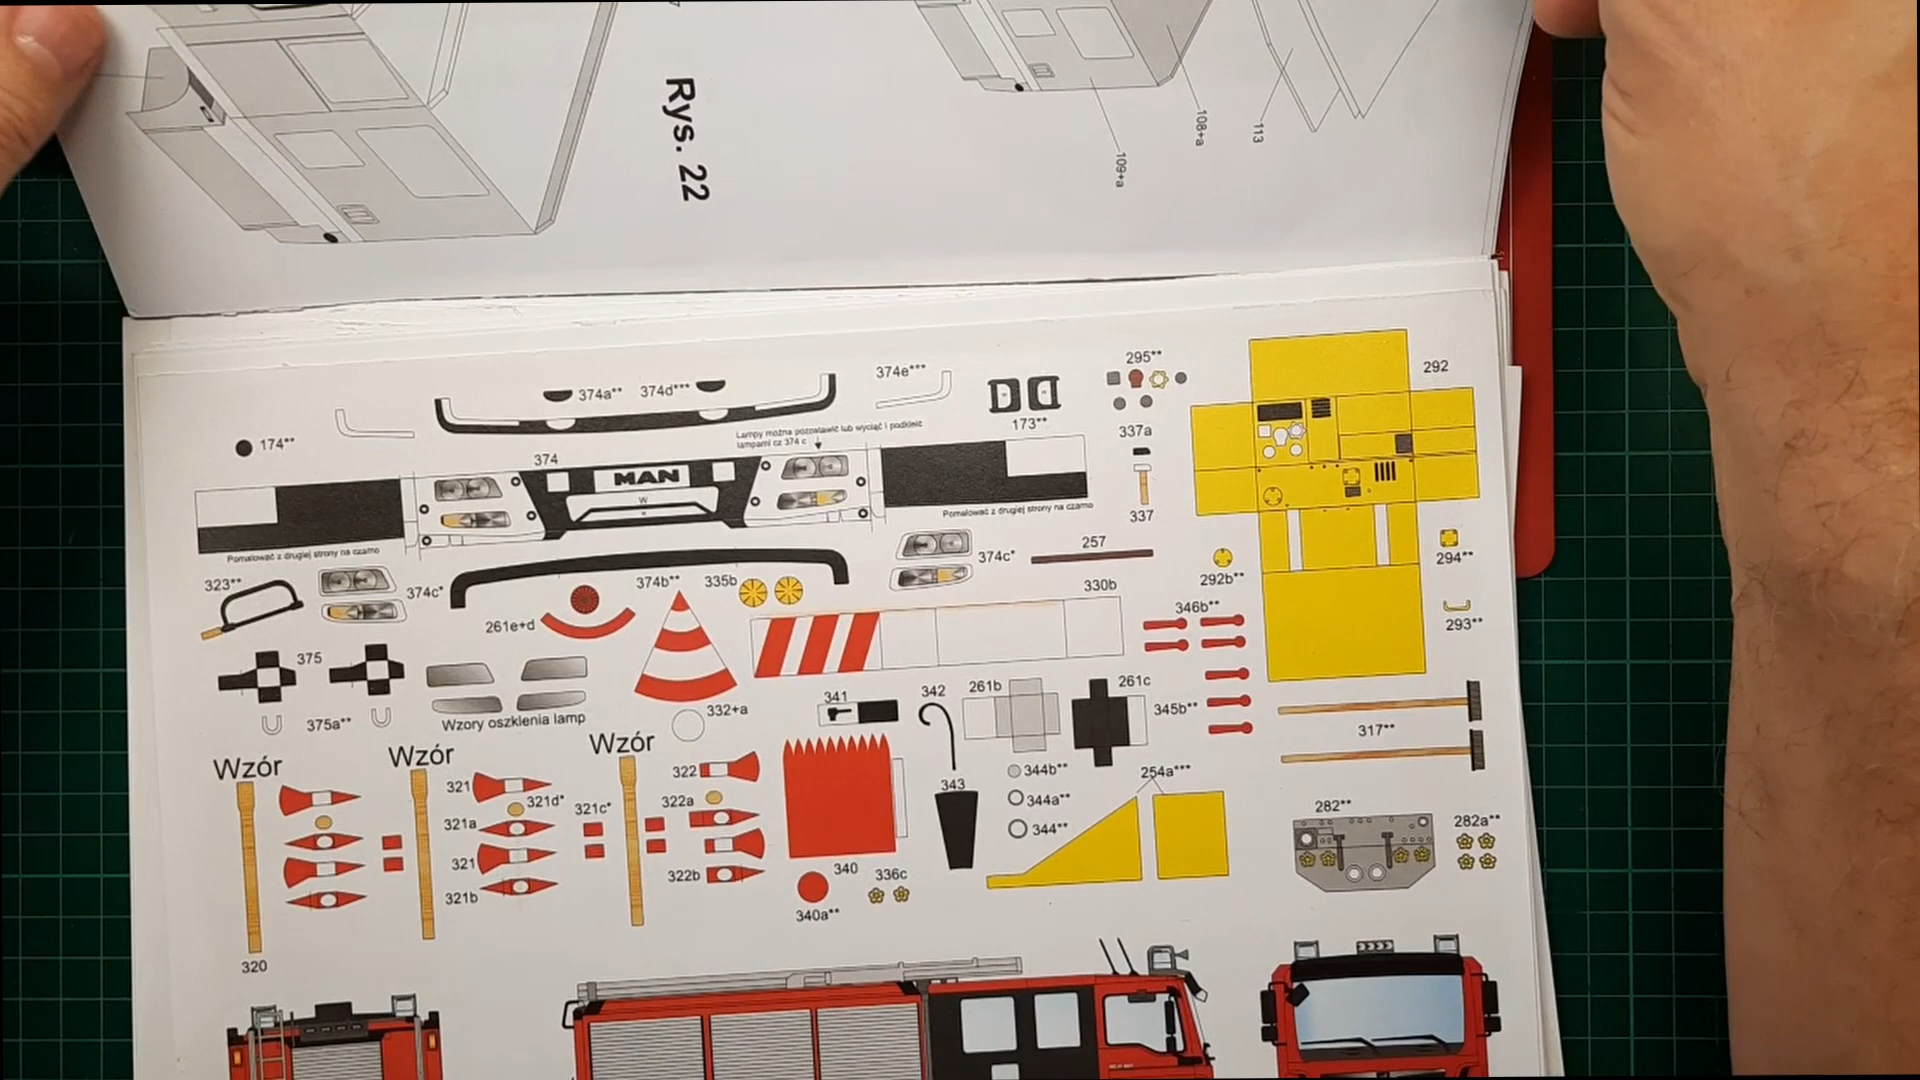 Rys. 22
108+a
113
109+a
374a**
374d***
374e***
295**
292
174**
173**
337a
Lampy można pozostawić lub wyciąć i podkleić
lampami cz 374 c
374
MAN
W
Pomalować z drugiej strony na czarno
Pomalować z drugiej strony na czarno
337
257
294**
374c*
292b**
323**
374c*
374b**
335b
330b
346b**
293**
261e+d
375
375a**
Wzory oszklenia lamp
332+a
341
342
261b
261c
345b**
317**
Wzór
Wzór
Wzór
321
321d*
321c*
322
322a
321a
321
321b
322b
343
344b**
344a**
344**
254a***
282**
282a**
340
336c
340a**
320